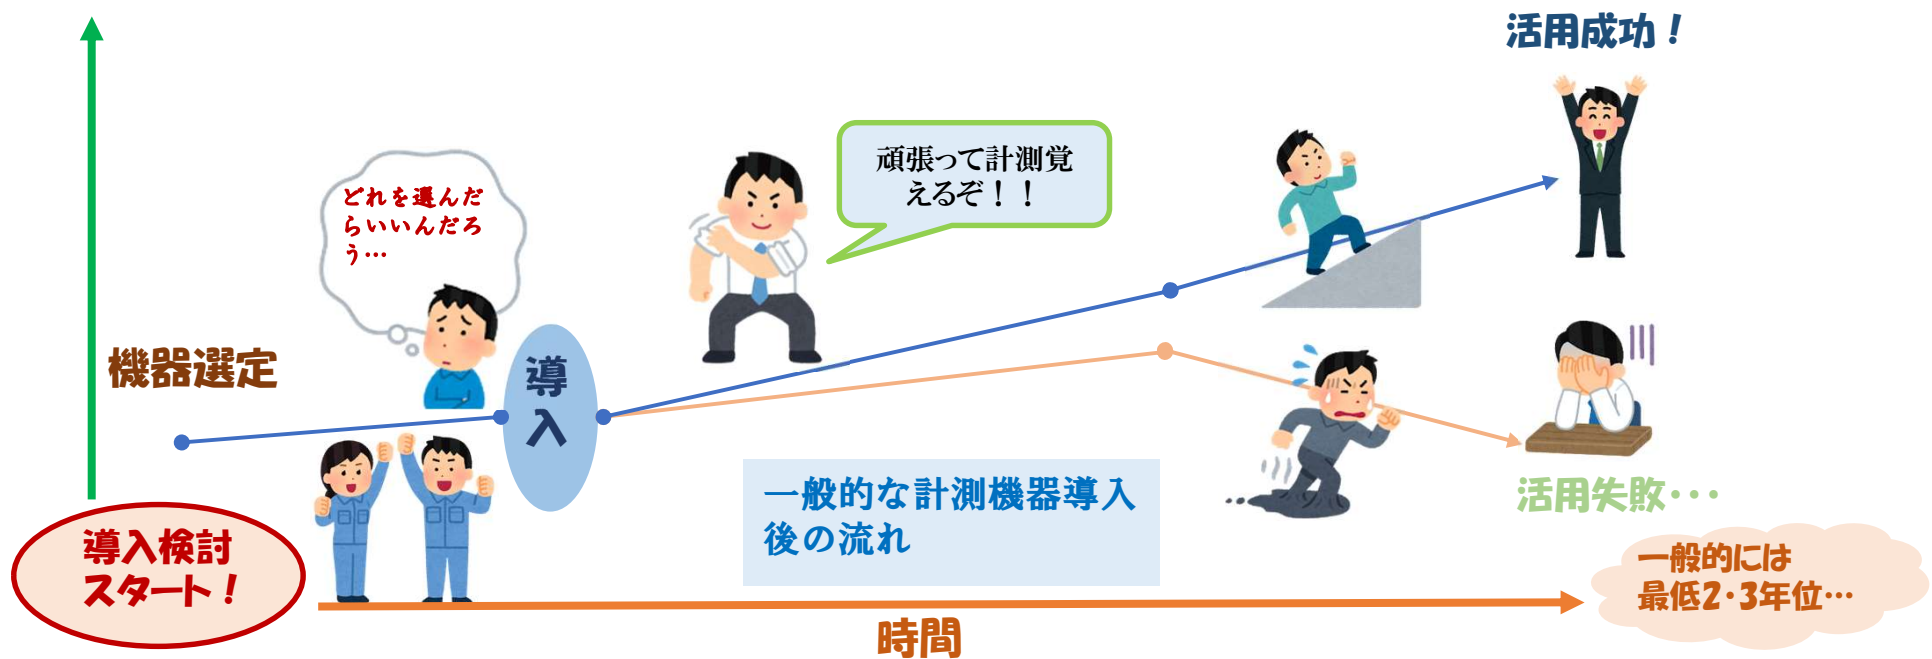 活用成功！
頑張って計測覚
えるぞ！！
どれを選んだ
らいいんだろ
う…
機器選定
導
入
一般的な計測機器導入
後の流れ
活用失敗・・・
導入検討
スタート！
一般的には
最低2・3年位…
時間